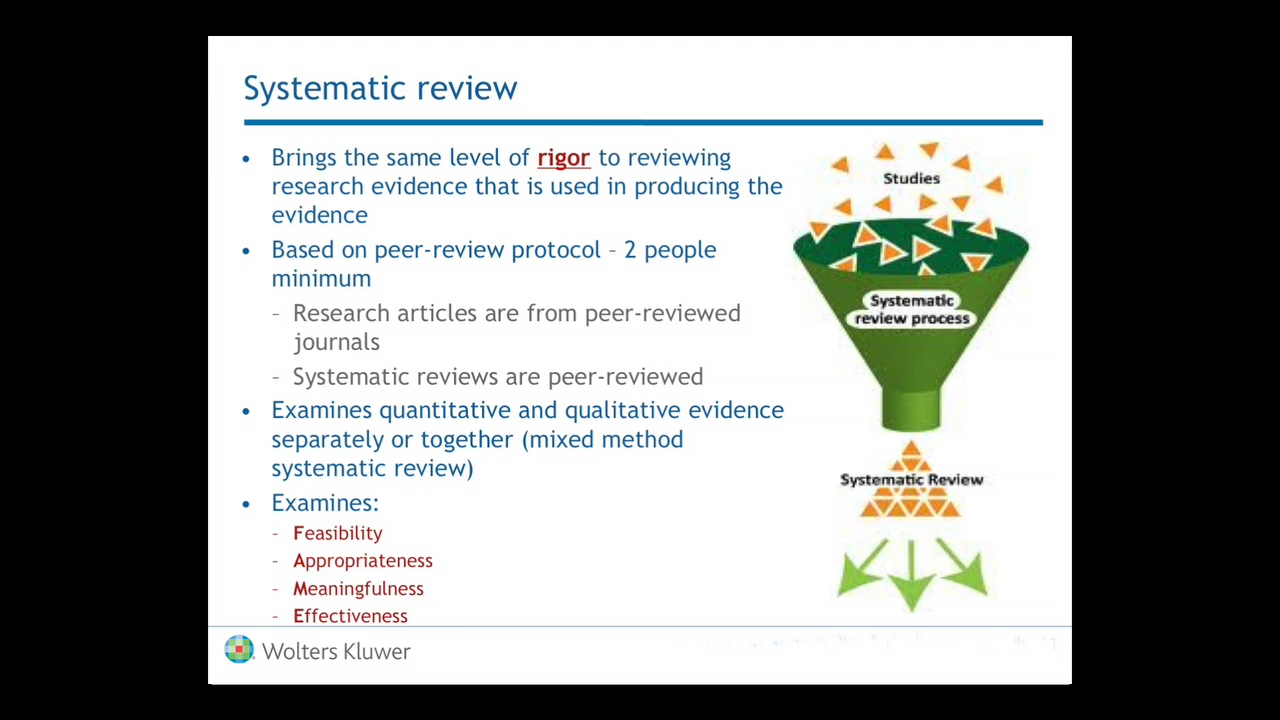 Systematic review
• Brings the same level of rigor to reviewing
research evidence that is used in producing the
evidence
• Based on peer-review protocol – 2 people
minimum
– Research articles are from peer-reviewed
journals
– Systematic reviews are peer-reviewed
• Examines quantitative and qualitative evidence
separately or together (mixed method
systematic review)
• Examines:
– Feasibility
– Appropriateness
– Meaningfulness
– Effectiveness
Studies
Systematic
review process
Systematic Review
Wolters Kluwer